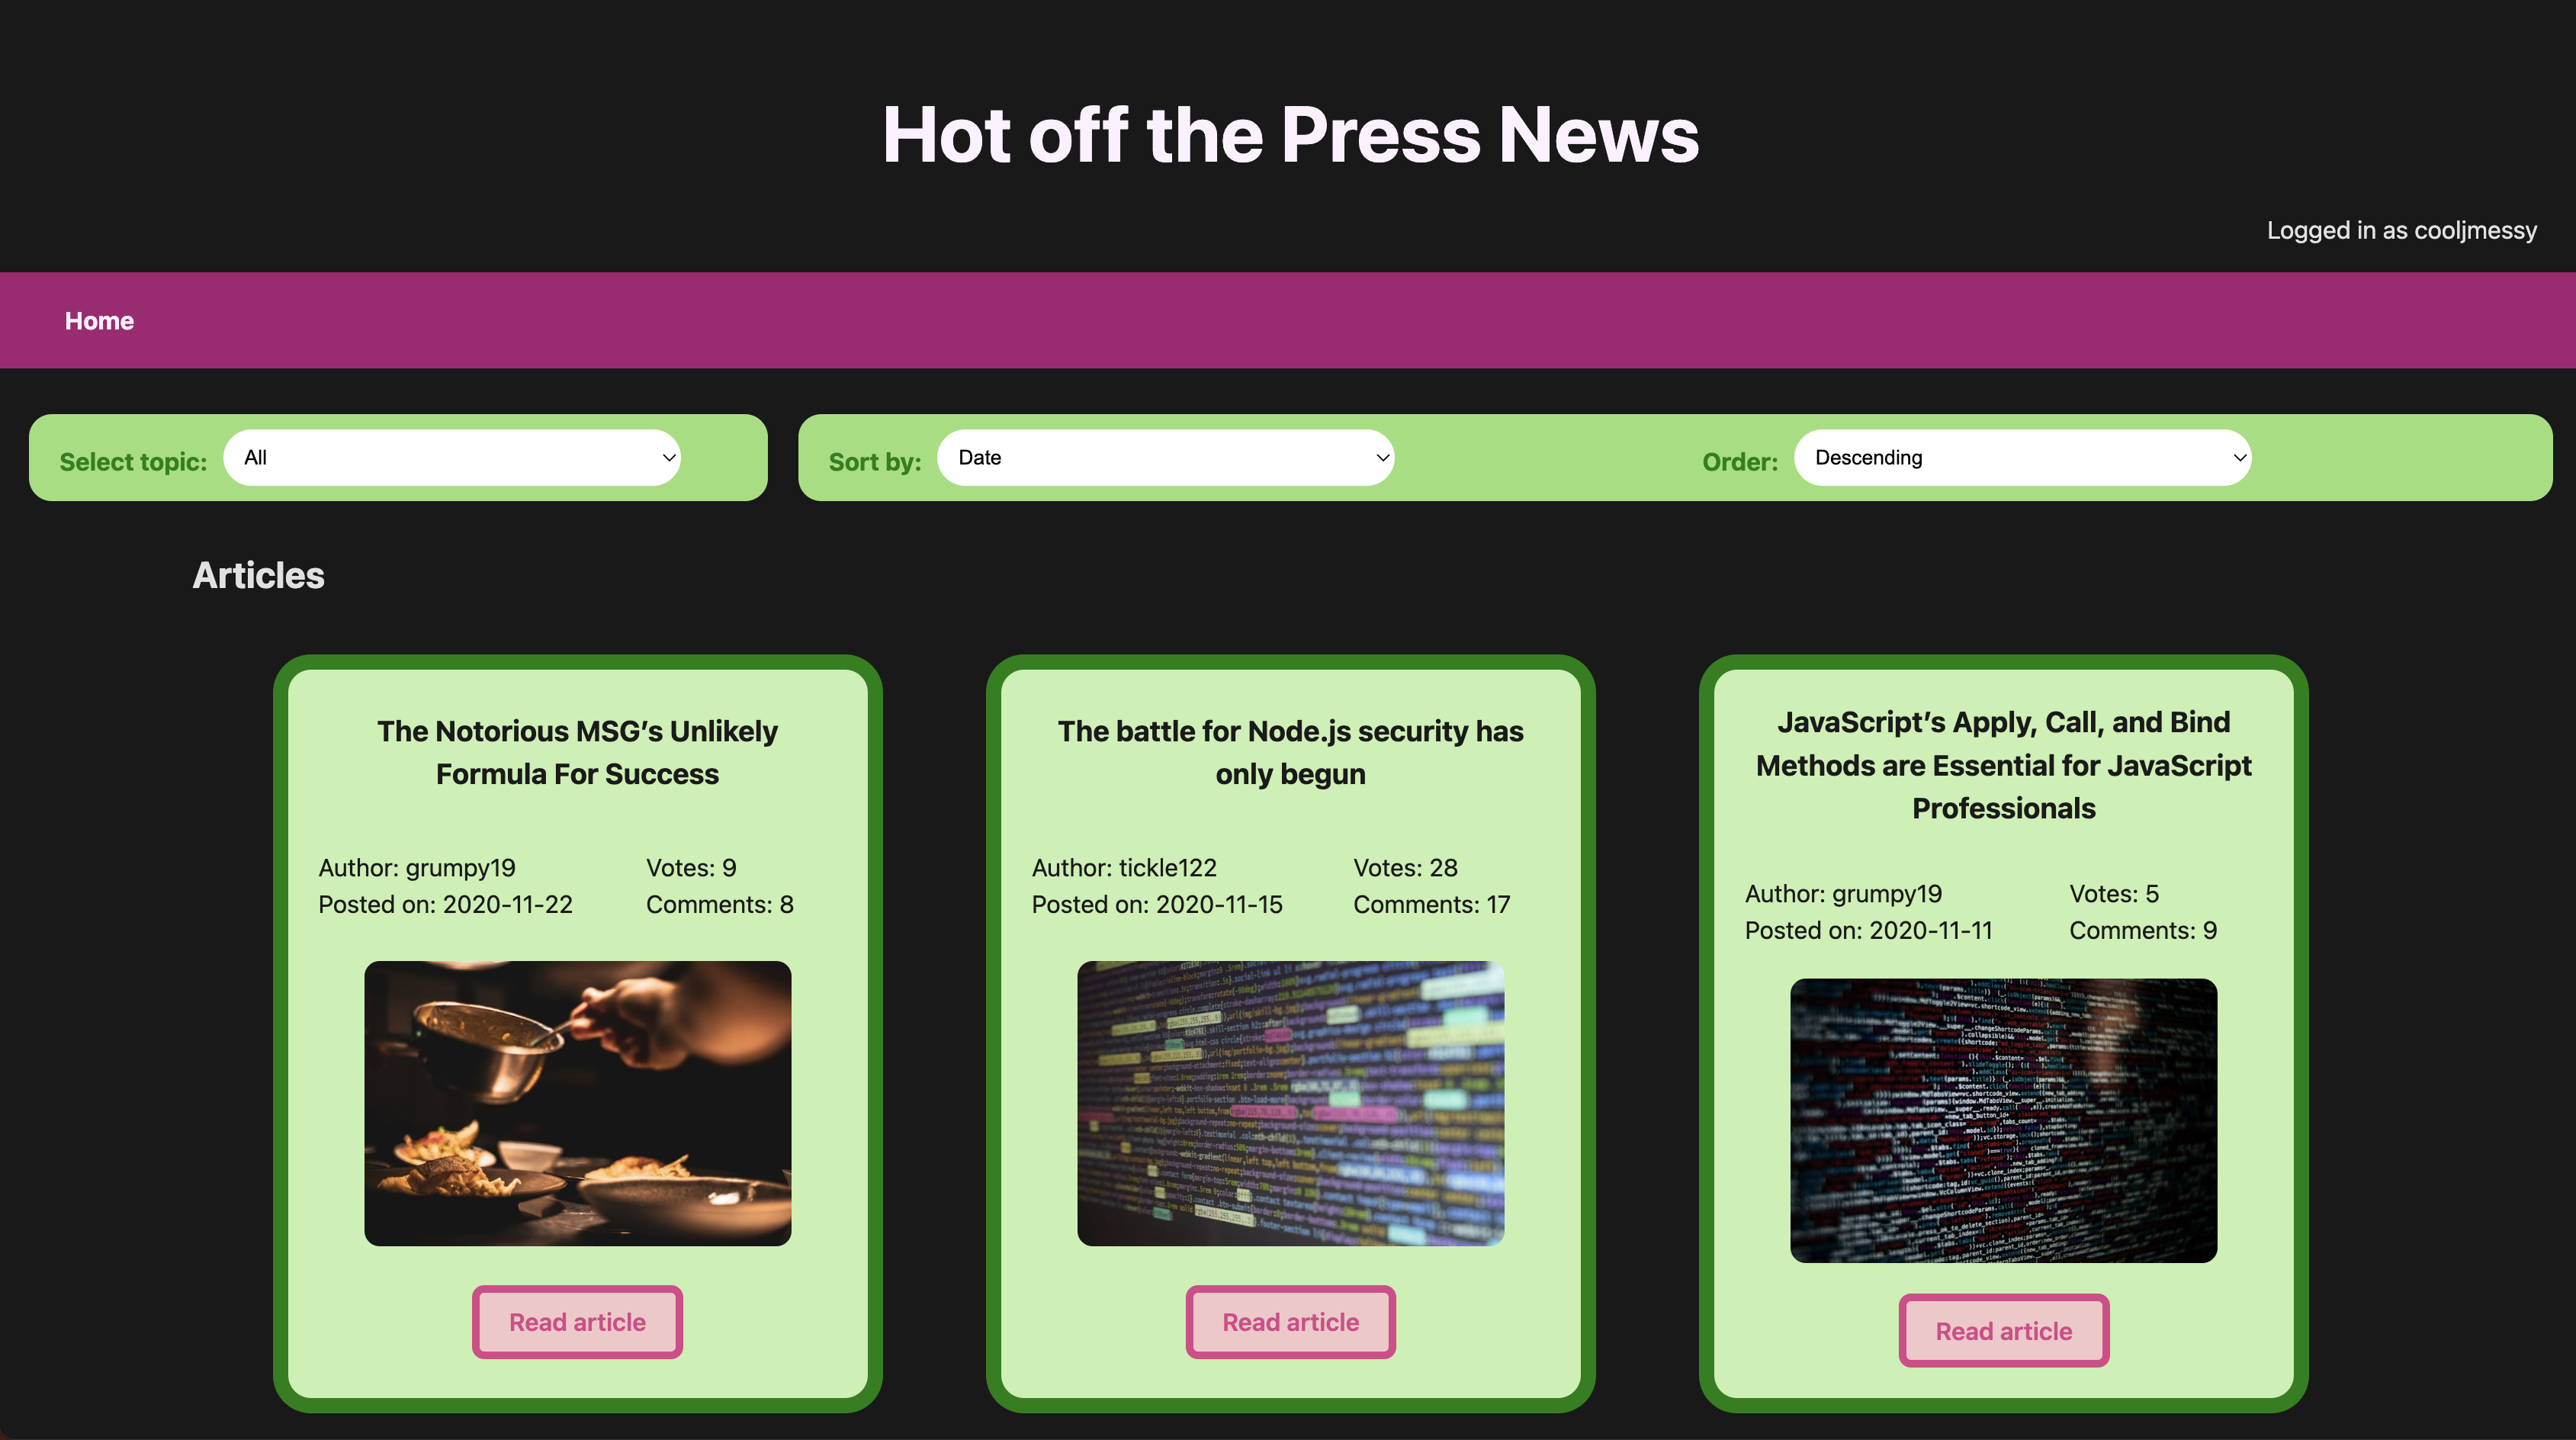 Hot off the Press News
Logged in as cooljmessy
Home
Select topic: All
Sort by: Date
Order: Descending
Articles
The Notorious MSG’s Unlikely
Formula For Success
Author: grumpy19
Votes: 9
Posted on: 2020-11-22
Comments: 8
Read article
The battle for Node.js security has
only begun
Author: tickle122
Votes: 28
Posted on: 2020-11-15
Comments: 17
Read article
JavaScript’s Apply, Call, and Bind
Methods are Essential for JavaScript
Professionals
Author: grumpy19
Votes: 5
Posted on: 2020-11-11
Comments: 9
Read article